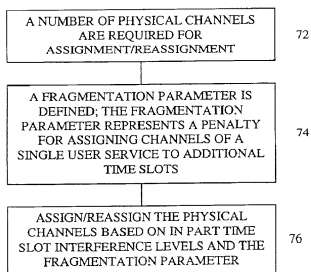 A NUMBER OF PHYSICAL CHANNELS
ARE REQUIRED FOR
ASSIGNMENT/REASSIGNMENT
72
A FRAGMENTATION PARAMETER IS
DEFINED; THE FRAGMENTATION
PARAMETER REPRESENTS A PENALTY
FOR ASSIGNING CHANNELS OF A
SINGLE USER SERVICE TO ADDITIONAL
TIME SLOTS
74
ASSIGN/REASSIGN THE PHYSICAL
CHANNELS BASED ON IN PART TIME
SLOT INTERFERENCE LEVELS AND THE
FRAGMENTATION PARAMETER
76